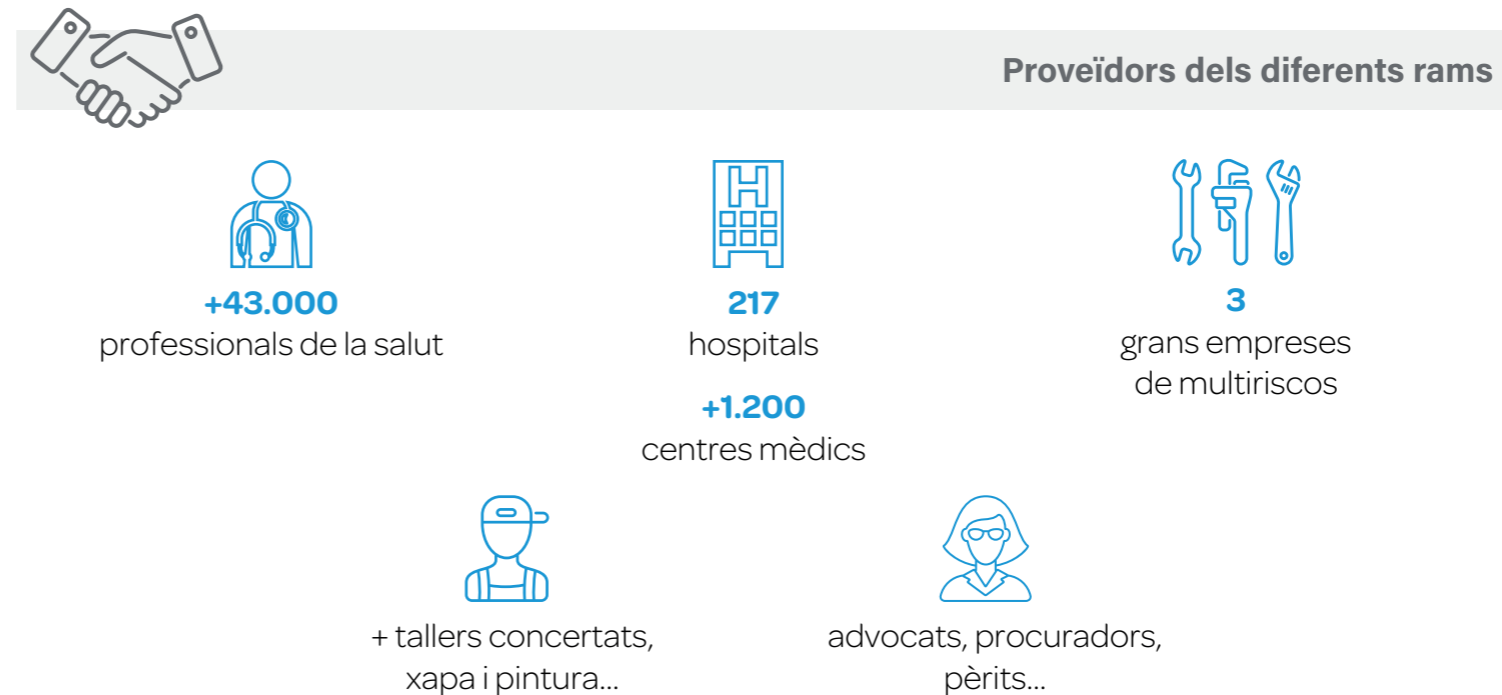 Proveïdors dels diferents rams
+43.000
professionals de la salut
H
217
hospitals
+1.200
centres mèdics
3
grans empreses
de multiriscos
+ tallers concertats,
xapa i pintura...
advocats, procuradors,
pèrits...